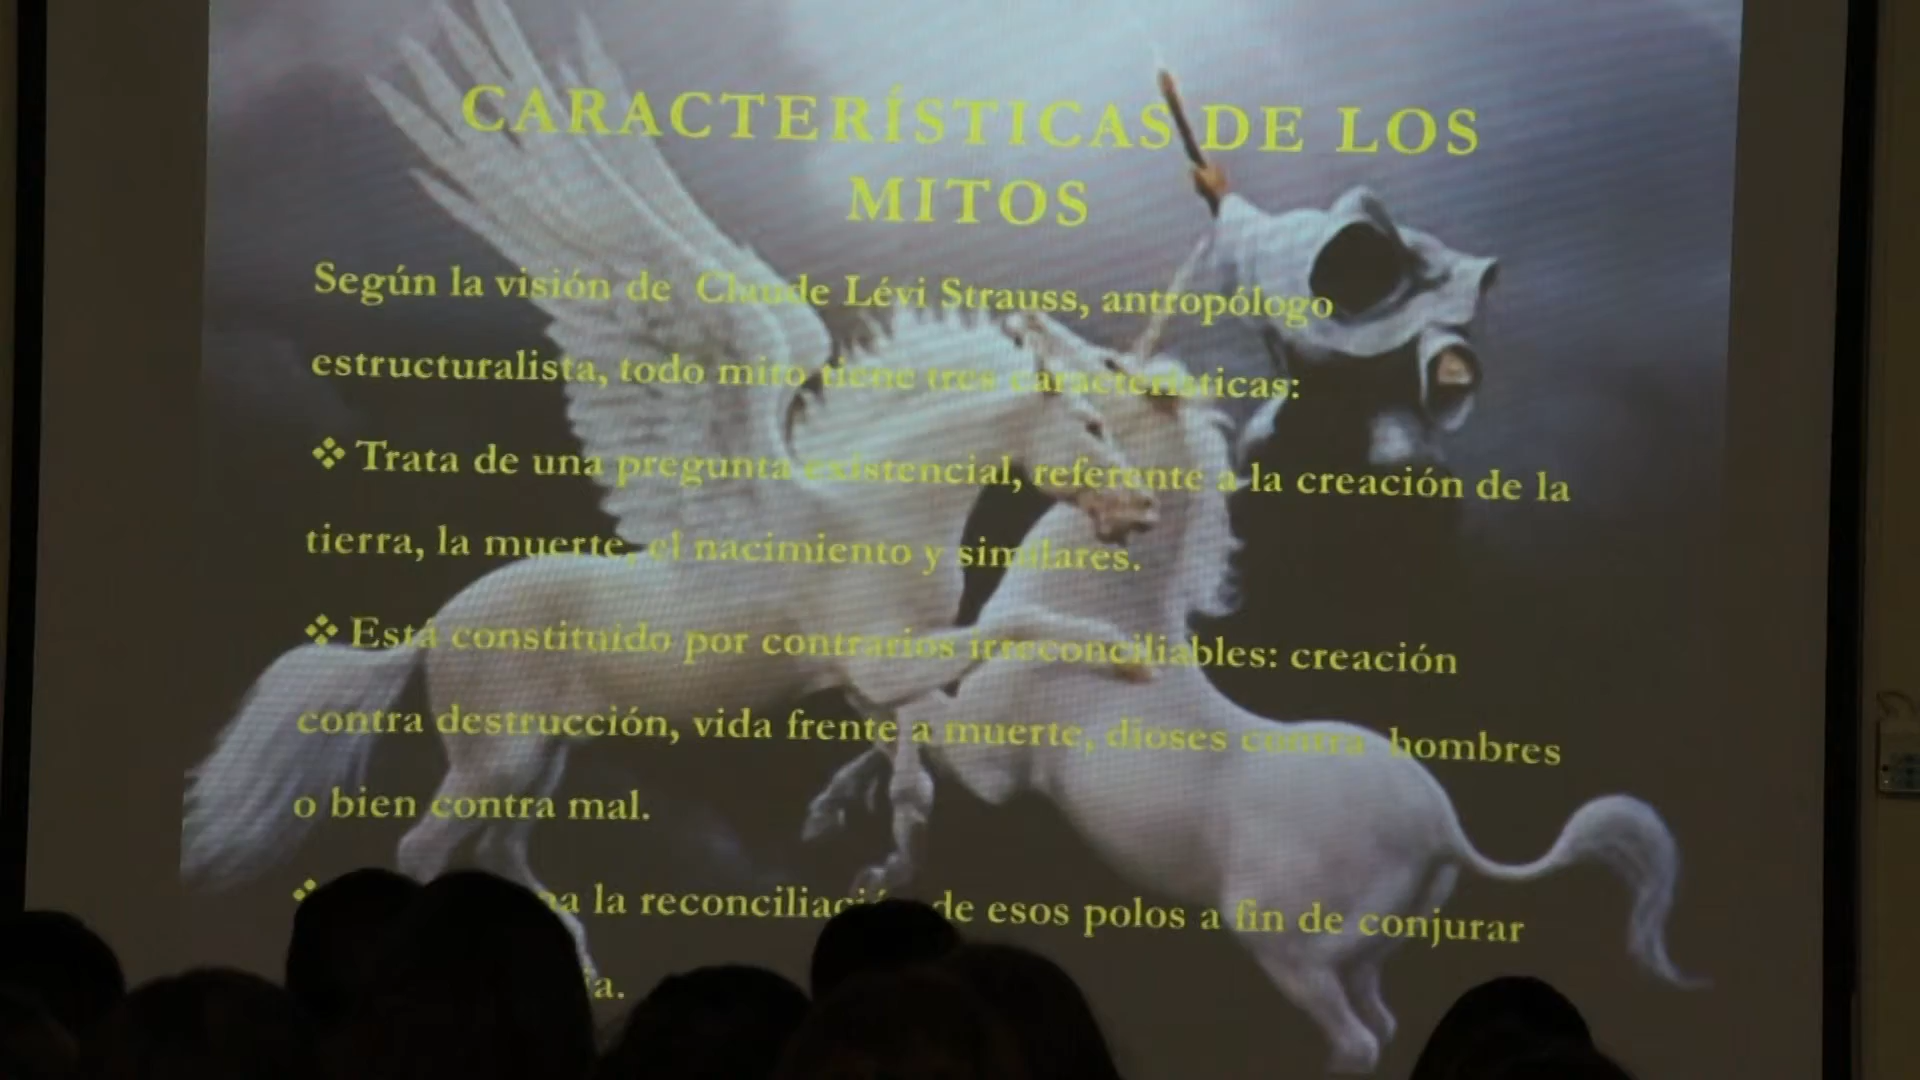 CARACTERÍSTICAS DE LOS
MITOS
Según la visión de Claude Lévi Strauss, antropólogo
estructuralista, todo mito tiene tres características:
❖ Trata de una pregunta existencial, referente a la creación de la
tierra, la muerte, el nacimiento y similares.
❖ Está constituido por contrarios irreconciliables: creación
contra destrucción, vida frente a muerte, dioses contra hombres
o bien contra mal.
❖ la reconciliación de esos polos a fin de conjurar